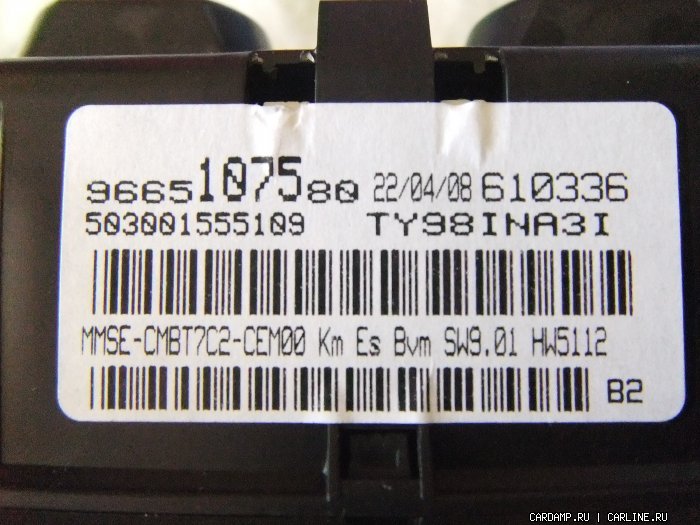 9665107580 22/04/08 610336
503001555109 TY98INA3I
MMSE-CMBT7C2-CEM00 Km Es Bvm SW9.01 HW5112
B2
CARDAMP.RU | CARLINE.RU